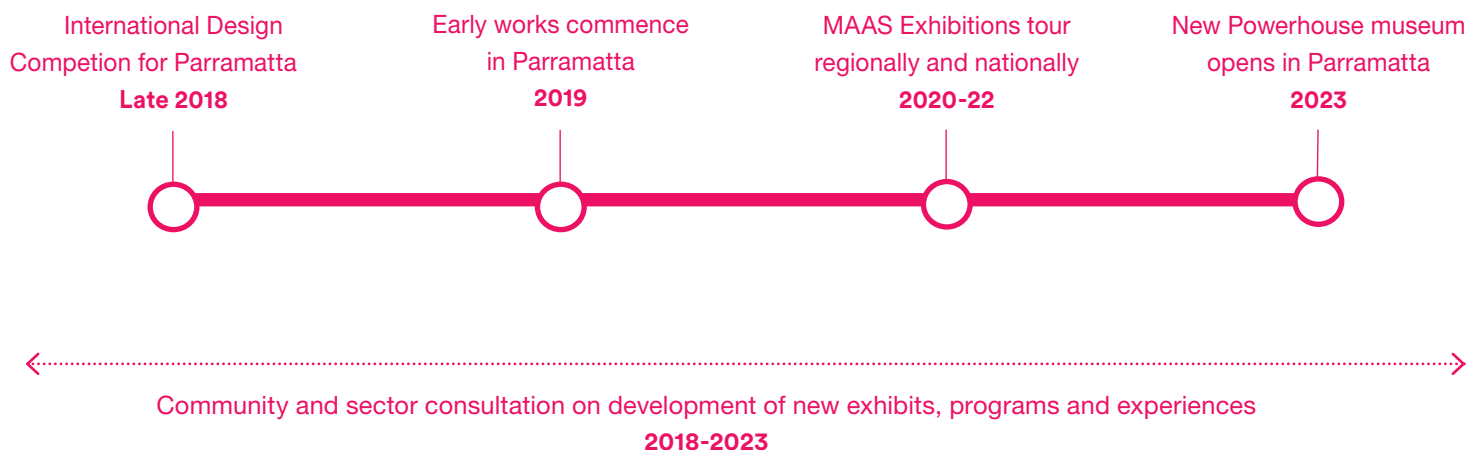 International Design
Competion for Parramatta
Late 2018
Early works commence
in Parramatta
2019
MAAS Exhibitions tour
regionally and nationally
2020-22
New Powerhouse museum
opens in Parramatta
2023
Community and sector consultation on development of new exhibits, programs and experiences
2018-2023